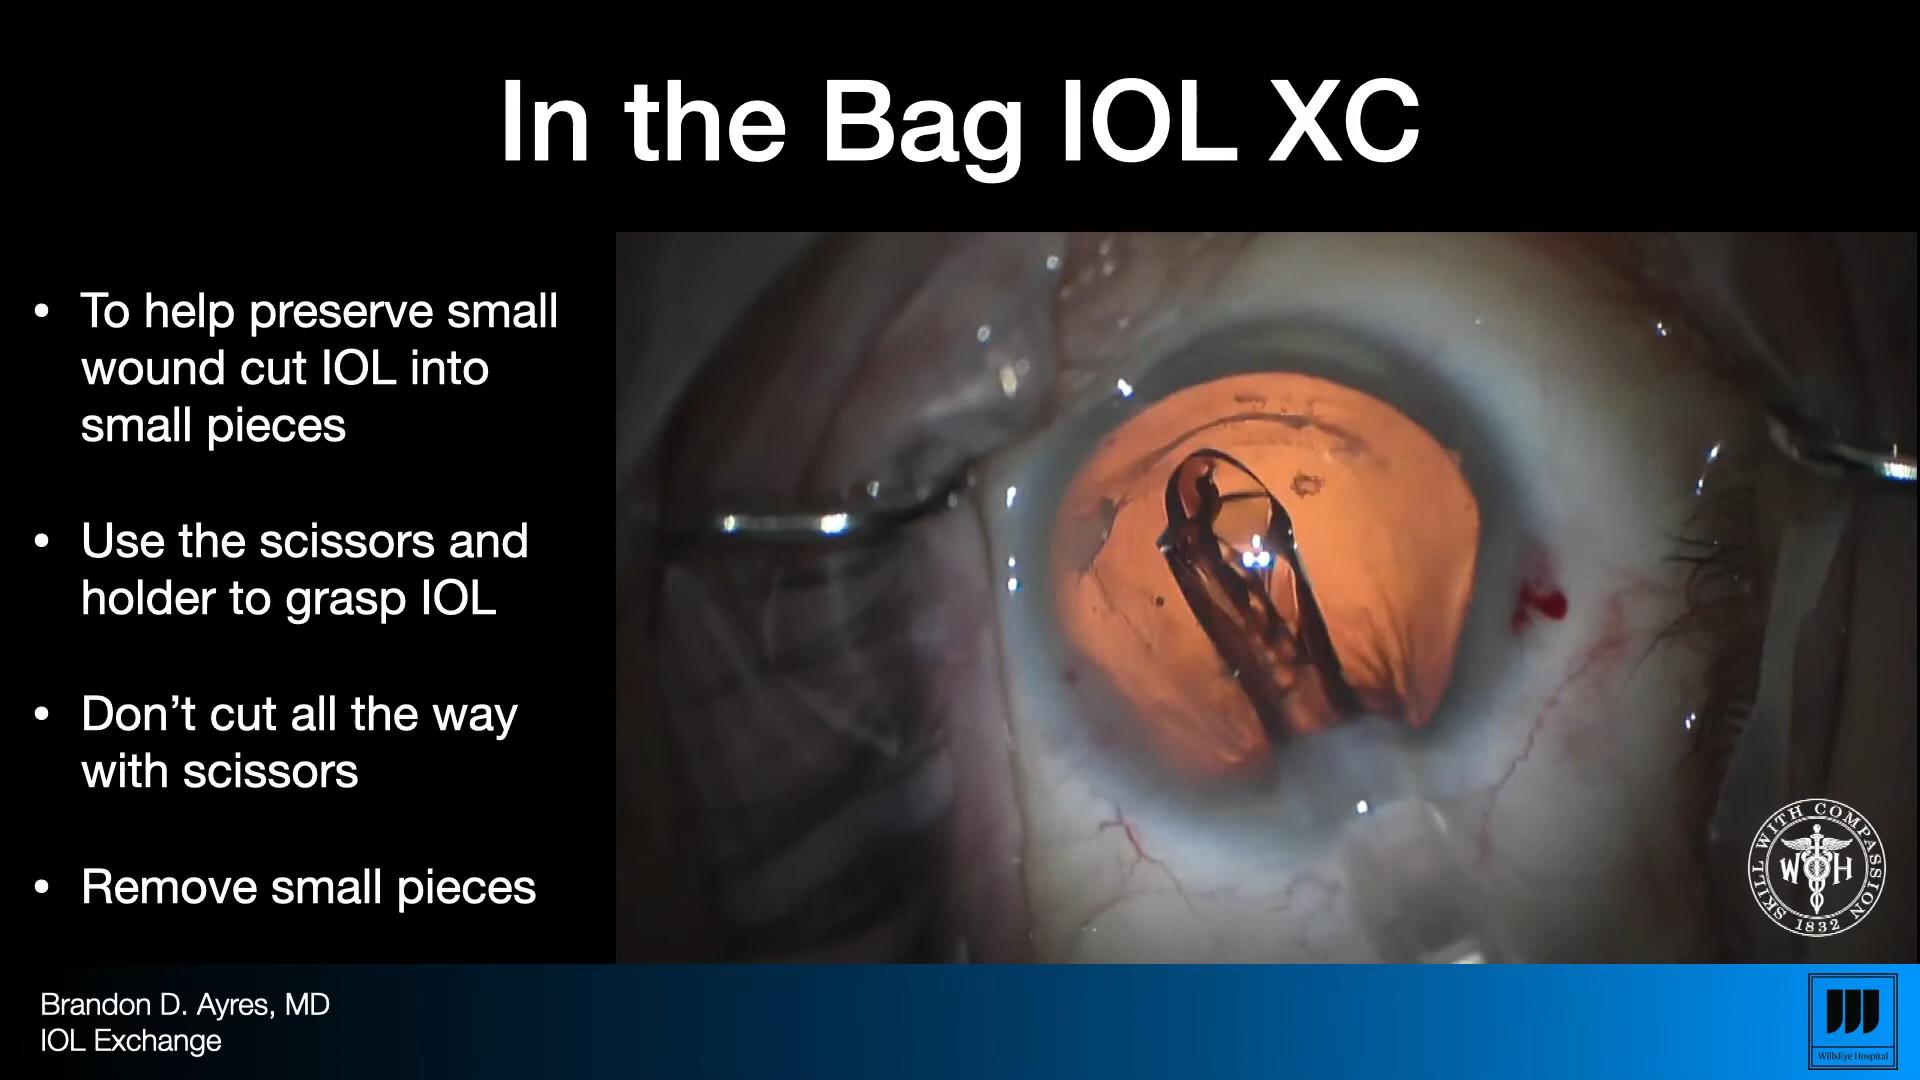 In the Bag IOL XC
• To help preserve small
wound cut IOL into
small pieces
• Use the scissors and
holder to grasp IOL
• Don’t cut all the way
with scissors
• Remove small pieces
SKILL WITH COMPASSION
W H
1832
Brandon D. Ayres, MD
IOL Exchange
W
WillsEye Hospital